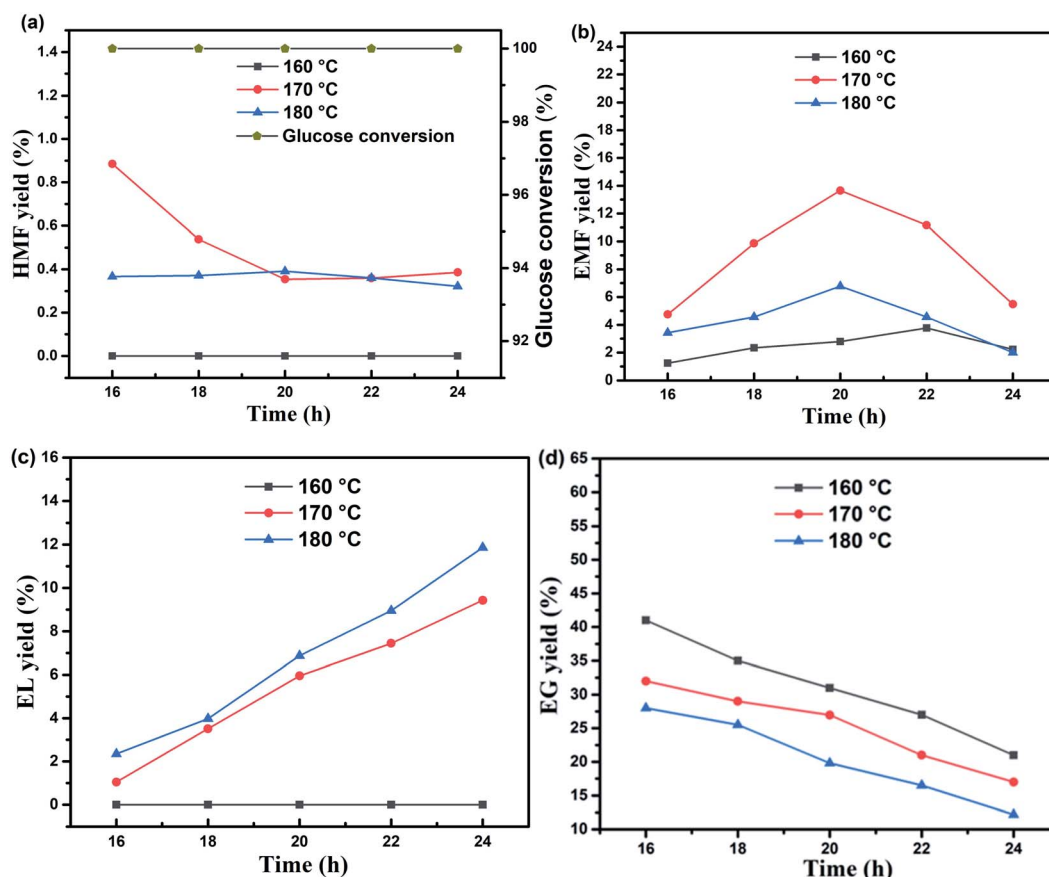 (a)
1.4
1.2
1.0
0.8
0.6
0.4
0.2
0.0
HMF yield (%)
160 °C
170 °C
180 °C
Glucose conversion
100
98
96
94
92
Glucose conversion (%)
16 18 20 22 24
Time (h)
(b)
24
22
20
18
16
14
12
10
8
6
4
2
0
EMF yield (%)
160 °C
170 °C
180 °C
16 18 20 22 24
Time (h)
(c)
16
14
12
10
8
6
4
2
0
EL yield (%)
160 °C
170 °C
180 °C
16 18 20 22 24
Time (h)
(d)
65
60
55
50
45
40
35
30
25
20
15
10
EG yield (%)
160 °C
170 °C
180 °C
16 18 20 22 24
Time (h)